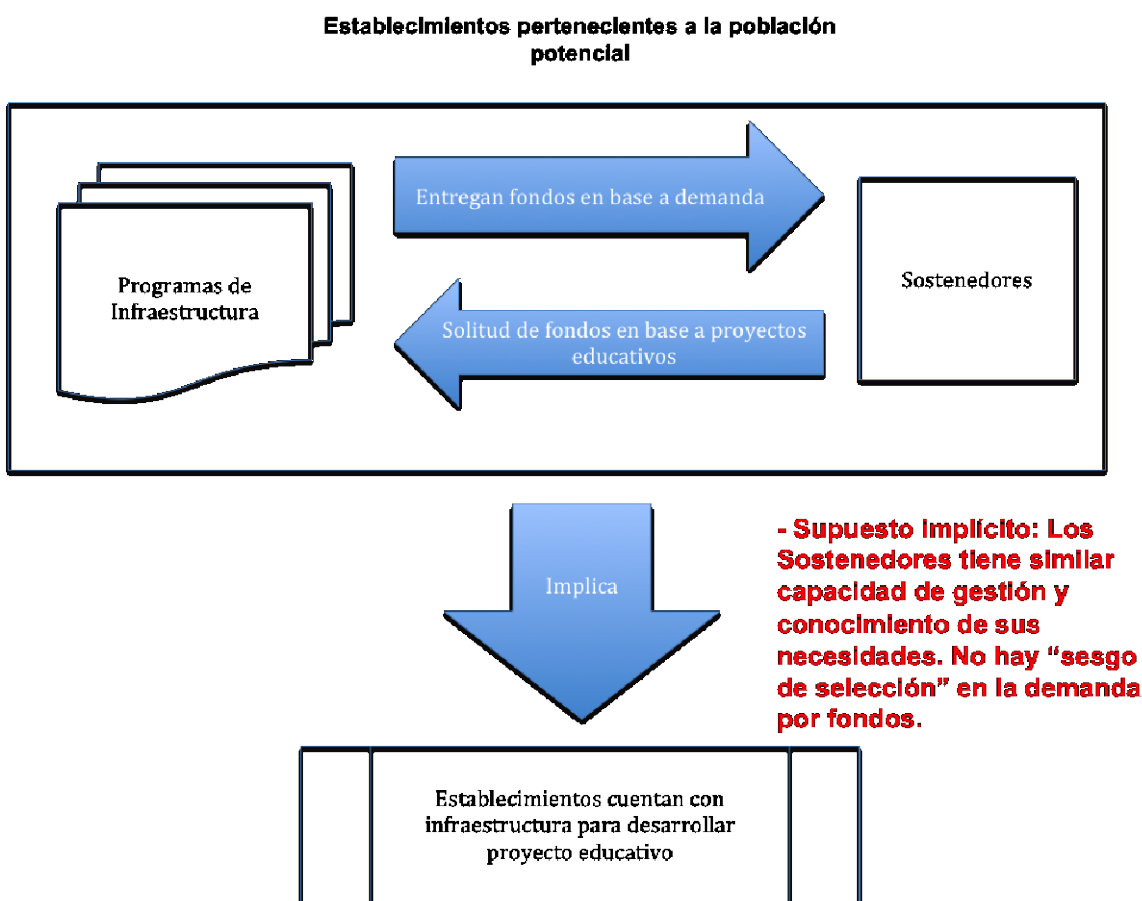 Establecimientos pertenecientes a la población
potencial
Entregan fondos en base a demanda
Programas de
Infraestructura
Sostenedores
Solitud de fondos en base a proyectos
educativos
Implica
- Supuesto implícito: Los
Sostenedores tiene similar
capacidad de gestión y
conocimiento de sus
necesidades. No hay “sesgo
de selección” en la demanda
por fondos.
Establecimientos cuentan con
infraestructura para desarrollar
proyecto educativo